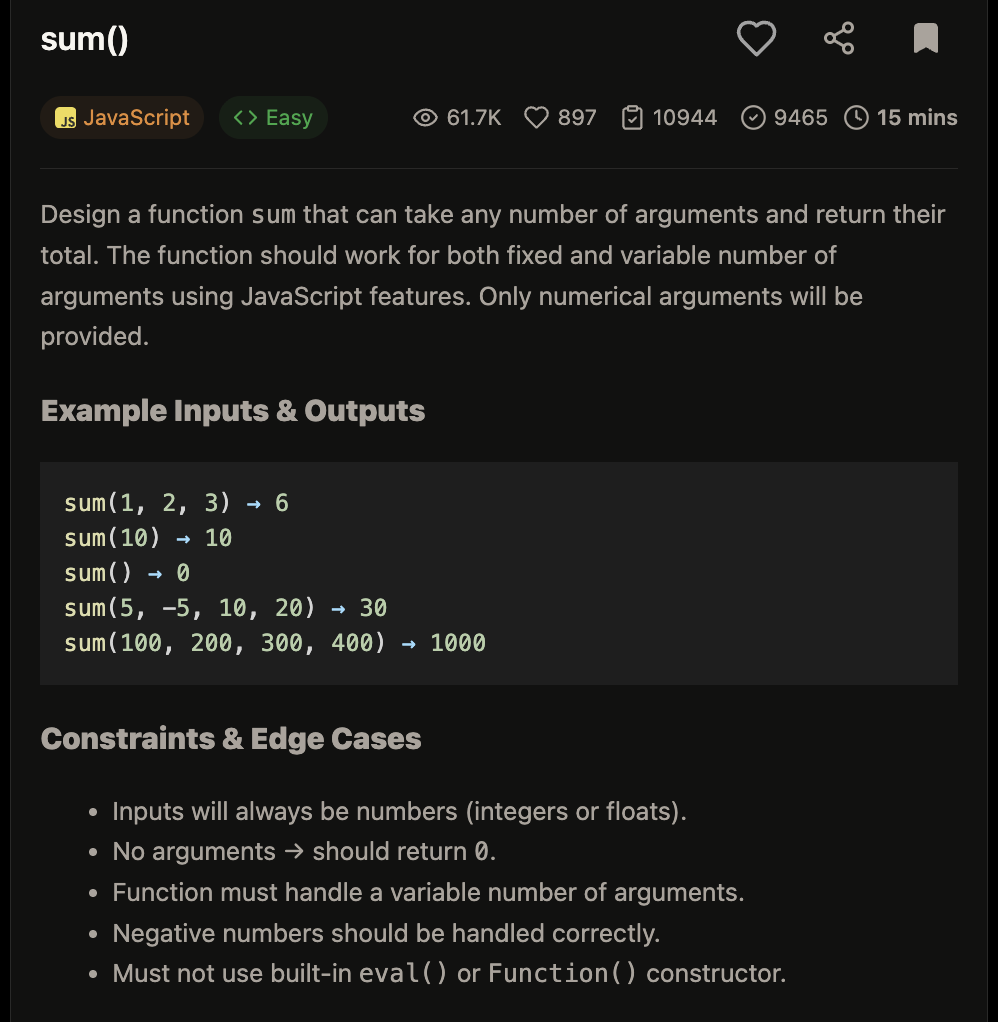 sum()
JS JavaScript <> Easy 61.7K 897 10944 9465 15 mins
Design a function sum that can take any number of arguments and return their
total. The function should work for both fixed and variable number of
arguments using JavaScript features. Only numerical arguments will be
provided.
Example Inputs & Outputs
sum(1, 2, 3) → 6
sum(10) → 10
sum() → 0
sum(5, -5, 10, 20) → 30
sum(100, 200, 300, 400) → 1000
Constraints & Edge Cases
• Inputs will always be numbers (integers or floats).
• No arguments → should return 0.
• Function must handle a variable number of arguments.
• Negative numbers should be handled correctly.
• Must not use built-in eval() or Function() constructor.